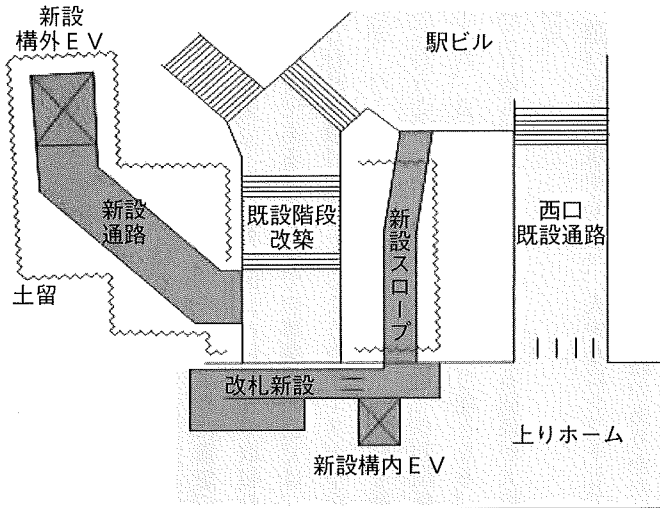 新設
構外EV
駅ビル
新設
通路
既設階段
改築
新設スロープ
西口
既設通路
土留
改札新設
上りホーム
新設構内EV